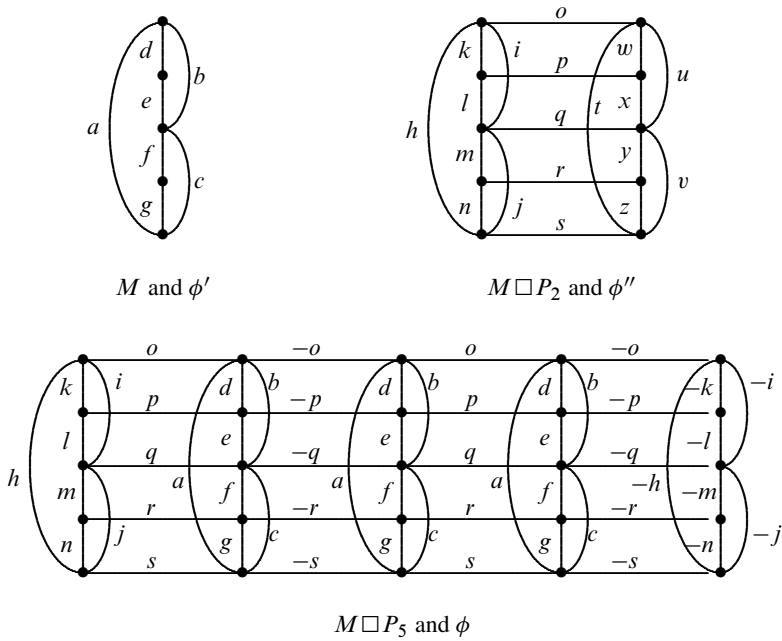 o
d k i w
b p u
e l t x
a h q
f m y
c r v
g n j z
s
M and ϕ′ M □ P₂ and ϕ″
o −o o −o
k i d b d b d b −k −i
p −p p −p
l e e e −l
h q a −q a q a −q −h
m f f f −m
r −r r −r
n j g c g c g c −n −j
s −s s −s
M □ P₅ and ϕ